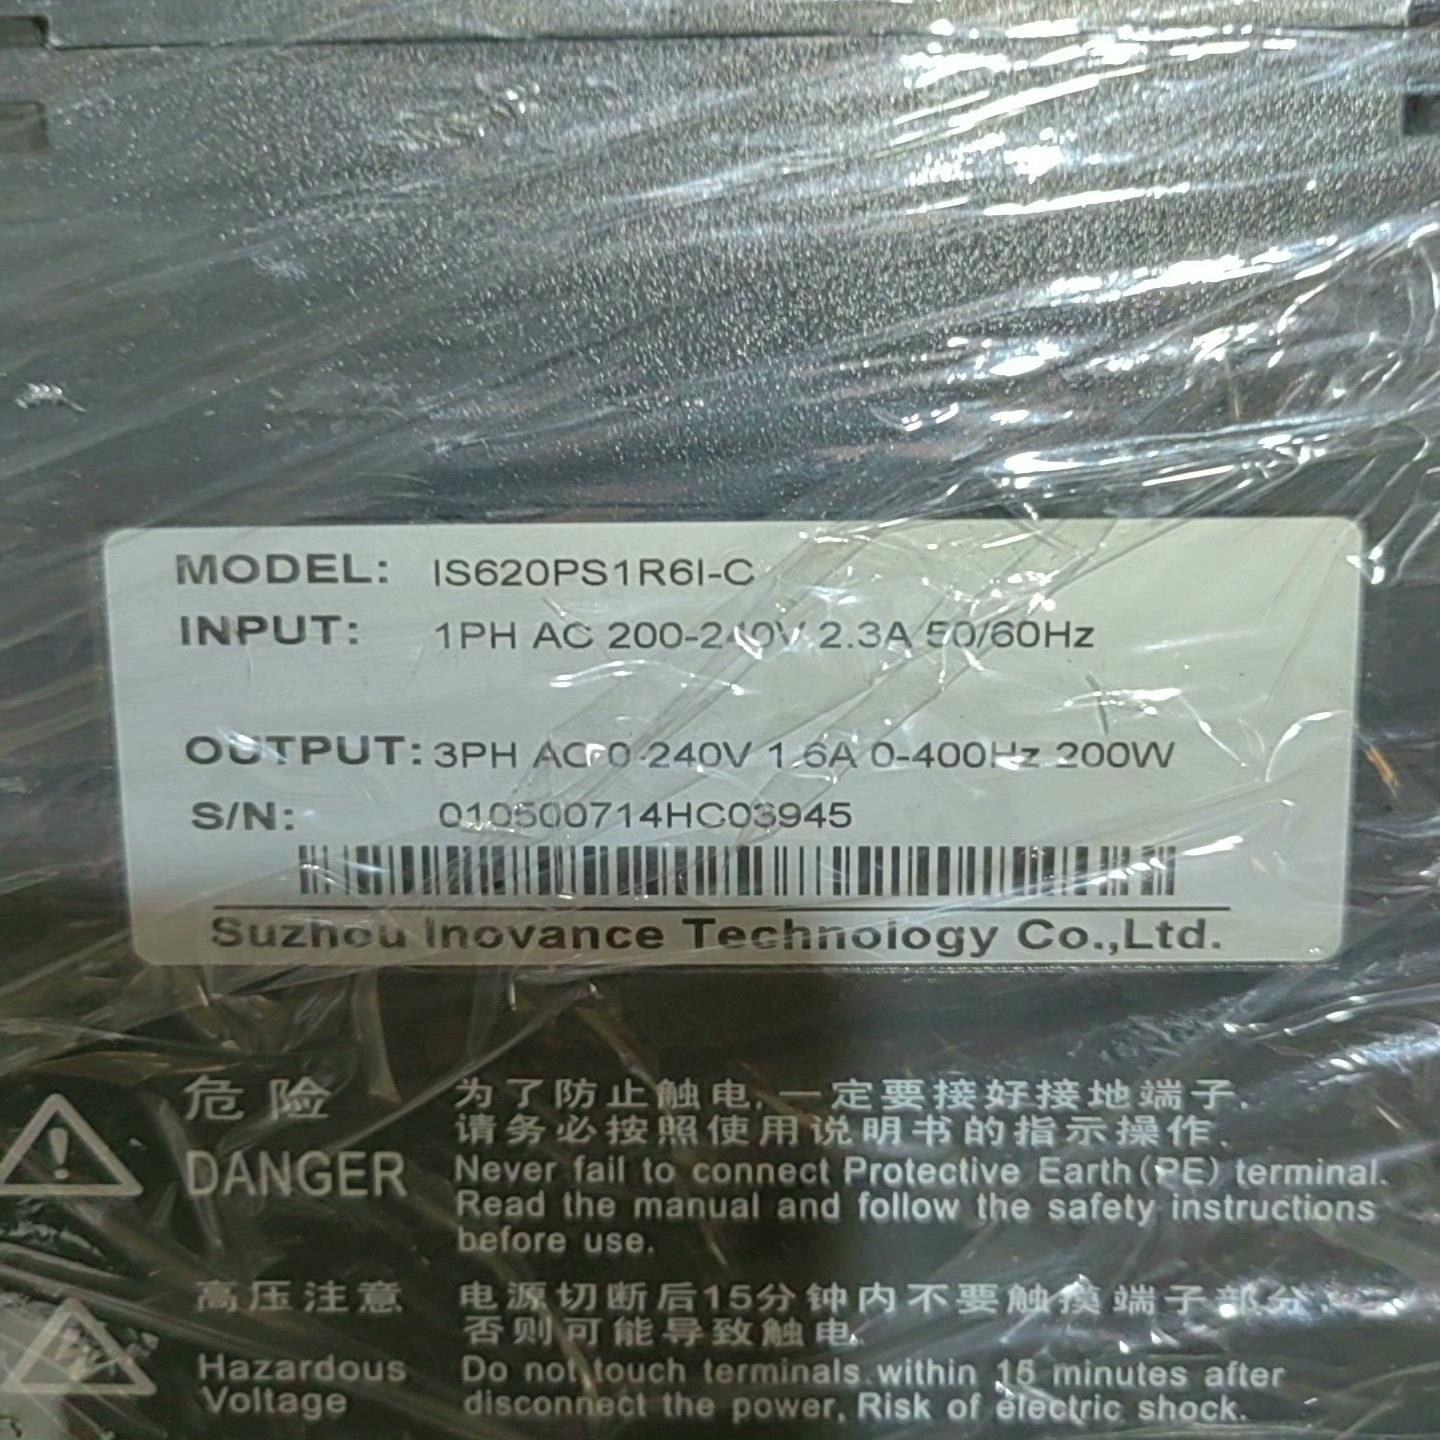 MODEL: IS620PS1R6I-C
INPUT: 1PH AC 200-240V 2.3A 50/60Hz
OUTPUT: 3PH AC 0-240V 1.6A 0-400Hz 200W
S/N: 010500714HC03945
Suzhou Inovance Technology Co.,Ltd.
危险
为了防止触电,一定要接好接地端子.
请务必按照使用说明书的指示操作.
DANGER
Never fail to connect Protective Earth(PE) terminal.
Read the manual and follow the safety instructions
before use.
高压注意
电源切断后15分钟内不要触摸端子部分.
否则可能导致触电.
Hazardous
Voltage
Do not touch terminals within 15 minutes after
disconnect the power, Risk of electric shock.